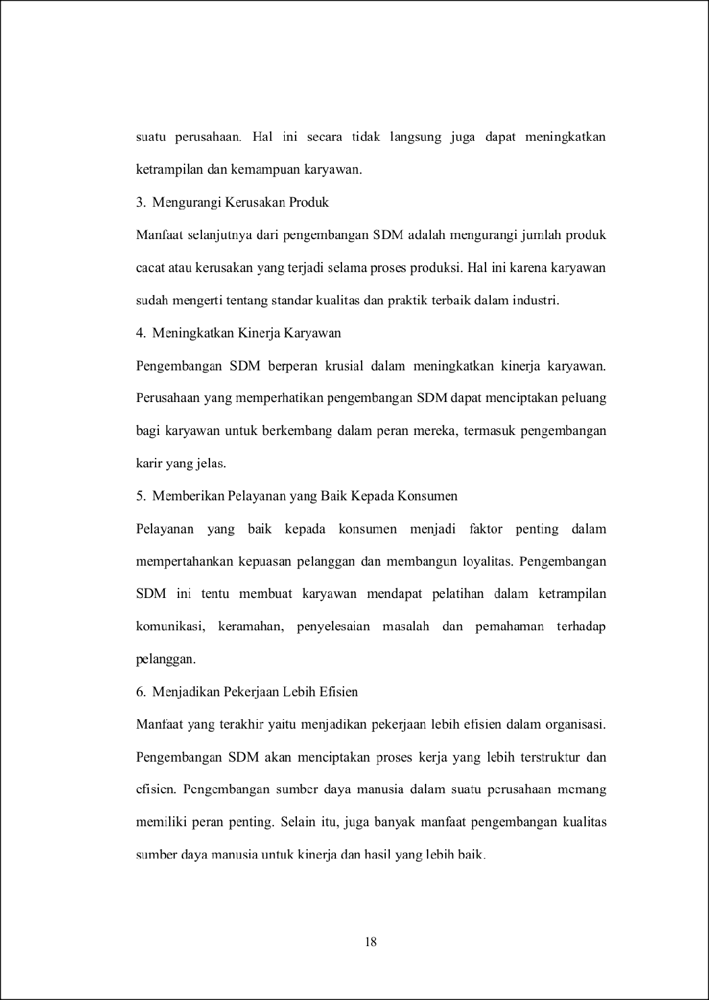 suatu perusahaan. Hal ini secara tidak langsung juga dapat meningkatkan
ketrampilan dan kemampuan karyawan.
3. Mengurangi Kerusakan Produk
Manfaat selanjutnya dari pengembangan SDM adalah mengurangi jumlah produk
cacat atau kerusakan yang terjadi selama proses produksi. Hal ini karena karyawan
sudah mengerti tentang standar kualitas dan praktik terbaik dalam industri.
4. Meningkatkan Kinerja Karyawan
Pengembangan SDM berperan krusial dalam meningkatkan kinerja karyawan.
Perusahaan yang memperhatikan pengembangan SDM dapat menciptakan peluang
bagi karyawan untuk berkembang dalam peran mereka, termasuk pengembangan
karir yang jelas.
5. Memberikan Pelayanan yang Baik Kepada Konsumen
Pelayanan yang baik kepada konsumen menjadi faktor penting dalam
mempertahankan kepuasan pelanggan dan membangun loyalitas. Pengembangan
SDM ini tentu membuat karyawan mendapat pelatihan dalam ketrampilan
komunikasi, keramahan, penyelesaian masalah dan pemahaman terhadap
pelanggan.
6. Menjadikan Pekerjaan Lebih Efisien
Manfaat yang terakhir yaitu menjadikan pekerjaan lebih efisien dalam organisasi.
Pengembangan SDM akan menciptakan proses kerja yang lebih terstruktur dan
efisien. Pengembangan sumber daya manusia dalam suatu perusahaan memang
memiliki peran penting. Selain itu, juga banyak manfaat pengembangan kualitas
sumber daya manusia untuk kinerja dan hasil yang lebih baik.
18